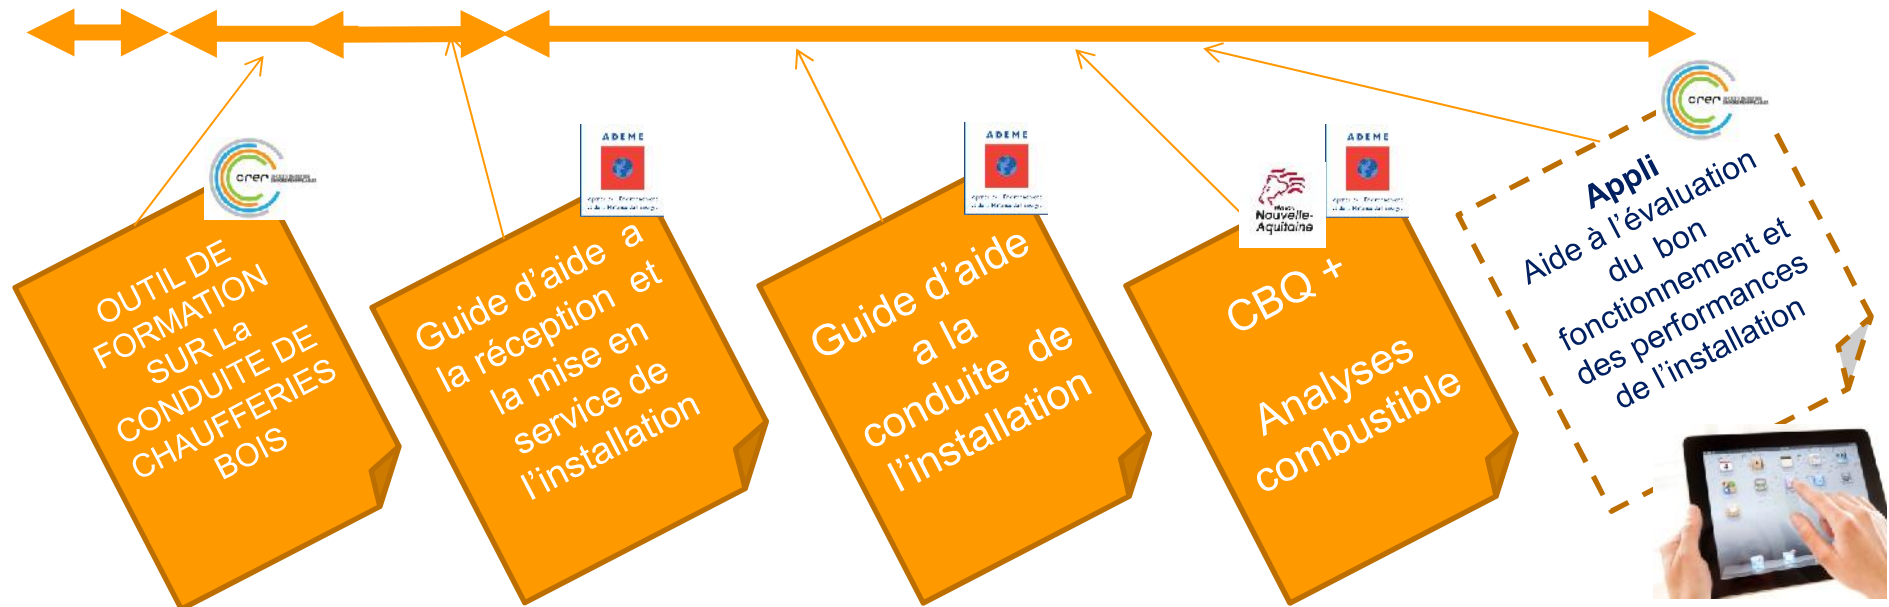 crer
OUTIL DE
FORMATION
SUR La
CONDUITE DE
CHAUFFERIES
BOIS
ADEME
Guide d’aide a
la réception et
la mise en
service de
l’installation
ADEME
Guide d’aide
a la
conduite de
l’installation
Nouvelle-
Aquitaine
ADEME
CBQ +
Analyses
combustible
crer
Appli
Aide à l’évaluation
du bon
fonctionnement et
des performances
de l’installation